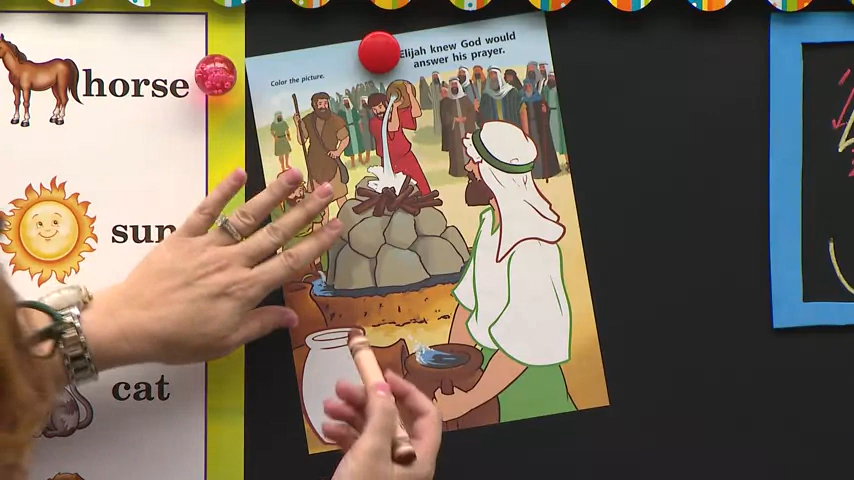 horse
sun
cat
Color the picture.
Elijah knew God would
answer his prayer.